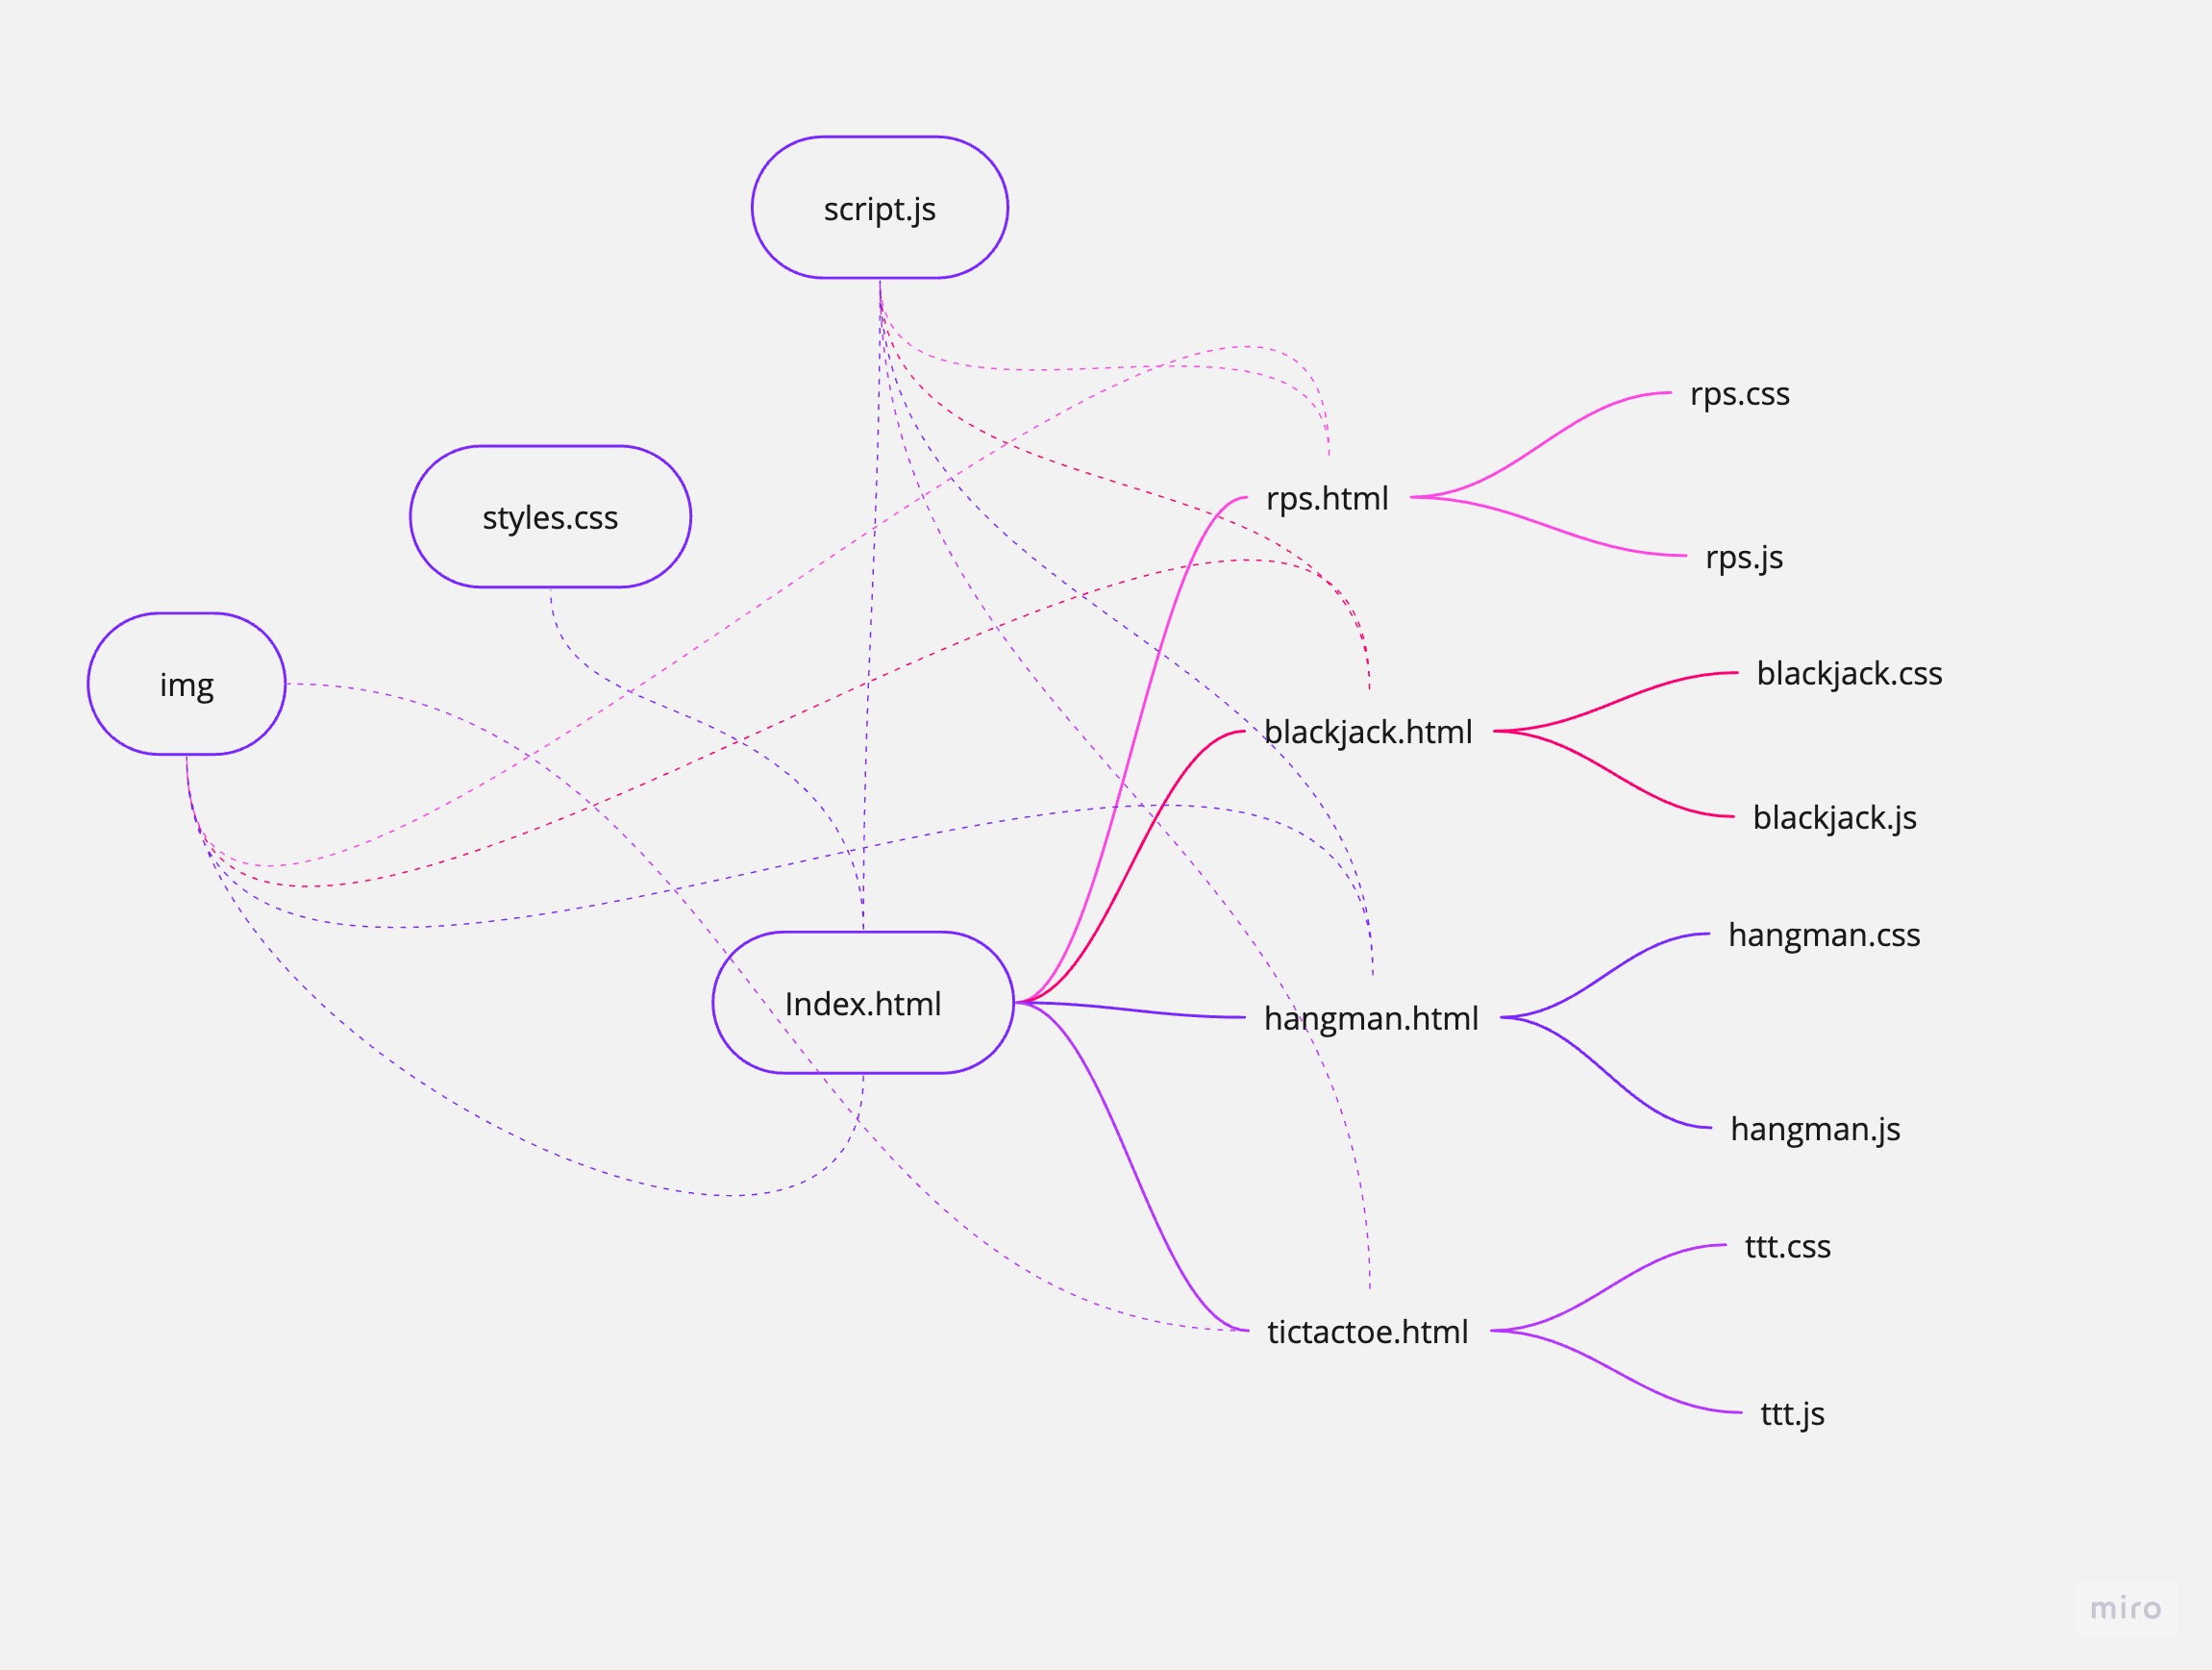 script.js
styles.css
img
Index.html
rps.html
rps.css
rps.js
blackjack.html
blackjack.css
blackjack.js
hangman.html
hangman.css
hangman.js
tictactoe.html
ttt.css
ttt.js
miro